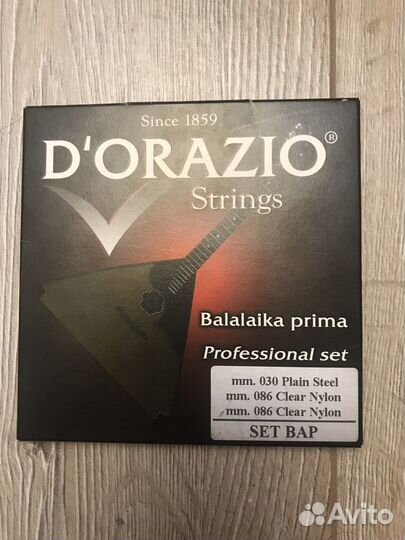 Since 1859
D'ORAZIO®
Strings
Balalaika prima
Professional set
mm. 030 Plain Steel
mm. 086 Clear Nylon
mm. 086 Clear Nylon
SET BAP
Avito